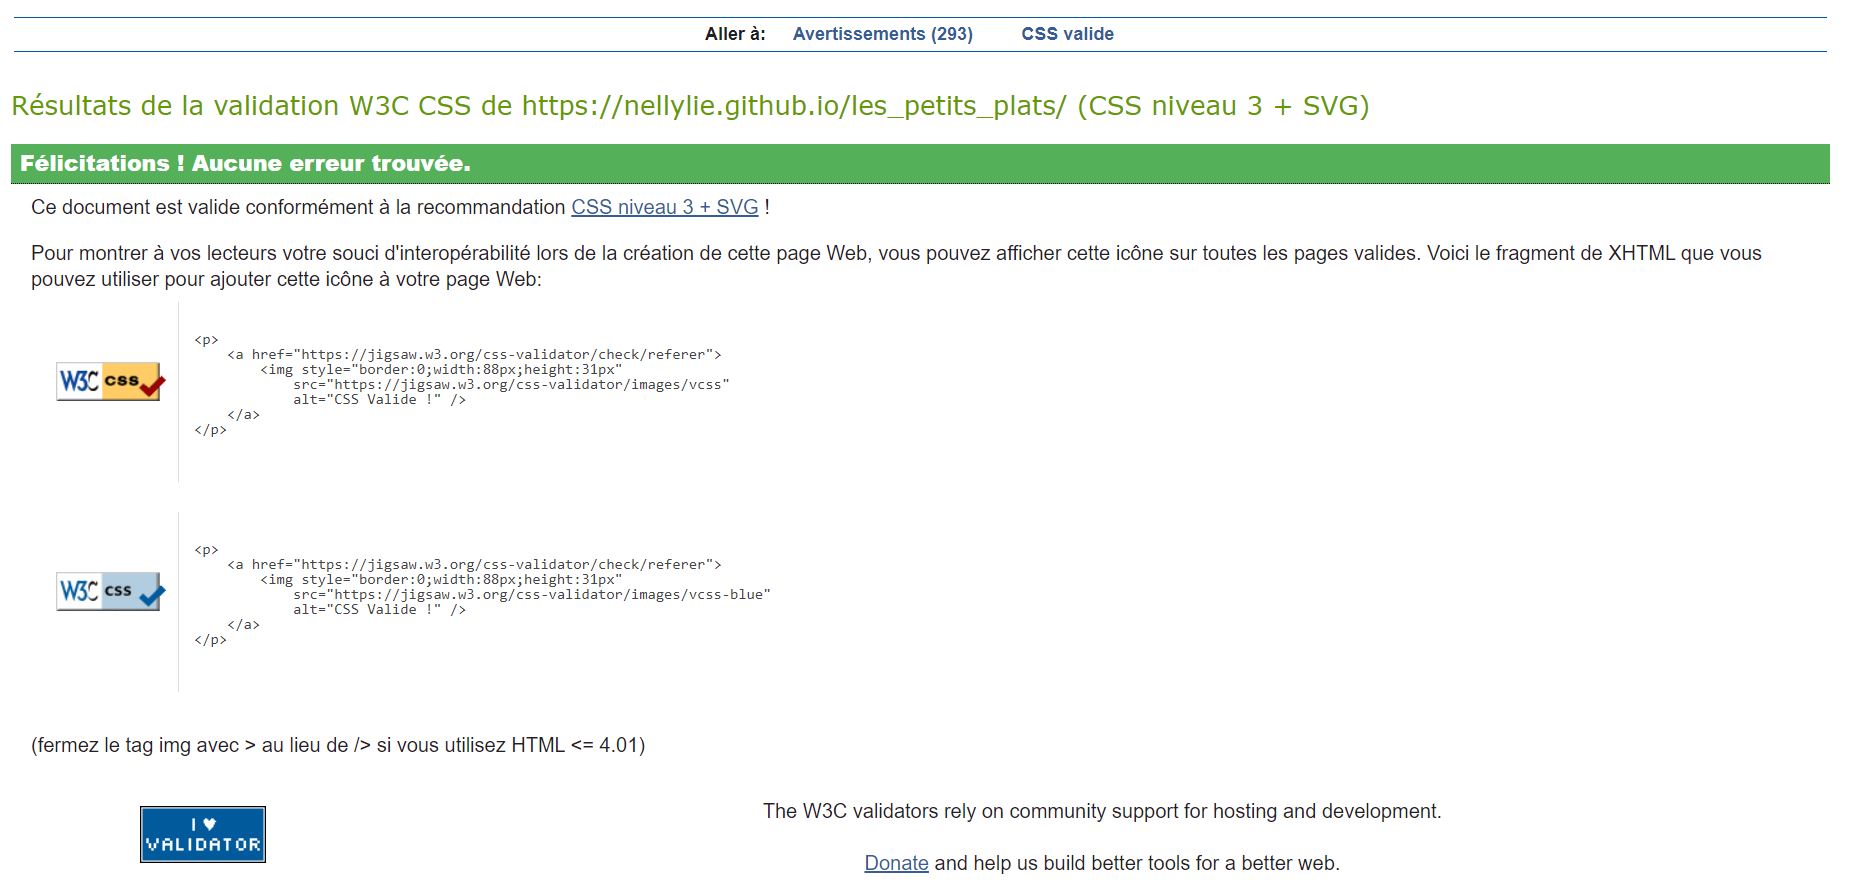 Aller à: Avertissements (293) CSS valide
Résultats de la validation W3C CSS de https://nellylie.github.io/les_petits_plats/ (CSS niveau 3 + SVG)
Félicitations ! Aucune erreur trouvée.
Ce document est valide conformément à la recommandation CSS niveau 3 + SVG !
Pour montrer à vos lecteurs votre souci d'interopérabilité lors de la création de cette page Web, vous pouvez afficher cette icône sur toutes les pages valides. Voici le fragment de XHTML que vous
pouvez utiliser pour ajouter cette icône à votre page Web:
W3C css
<p>
<a href="https://jigsaw.w3.org/css-validator/check/referer">
<img style="border:0;width:88px;height:31px"
src="https://jigsaw.w3.org/css-validator/images/vcss"
alt="CSS Valide !" />
</a>
</p>
W3C css
<p>
<a href="https://jigsaw.w3.org/css-validator/check/referer">
<img style="border:0;width:88px;height:31px"
src="https://jigsaw.w3.org/css-validator/images/vcss-blue"
alt="CSS Valide !" />
</a>
</p>
(fermez le tag img avec > au lieu de /> si vous utilisez HTML <= 4.01)
I ♥
VALIDATOR
The W3C validators rely on community support for hosting and development.
Donate and help us build better tools for a better web.